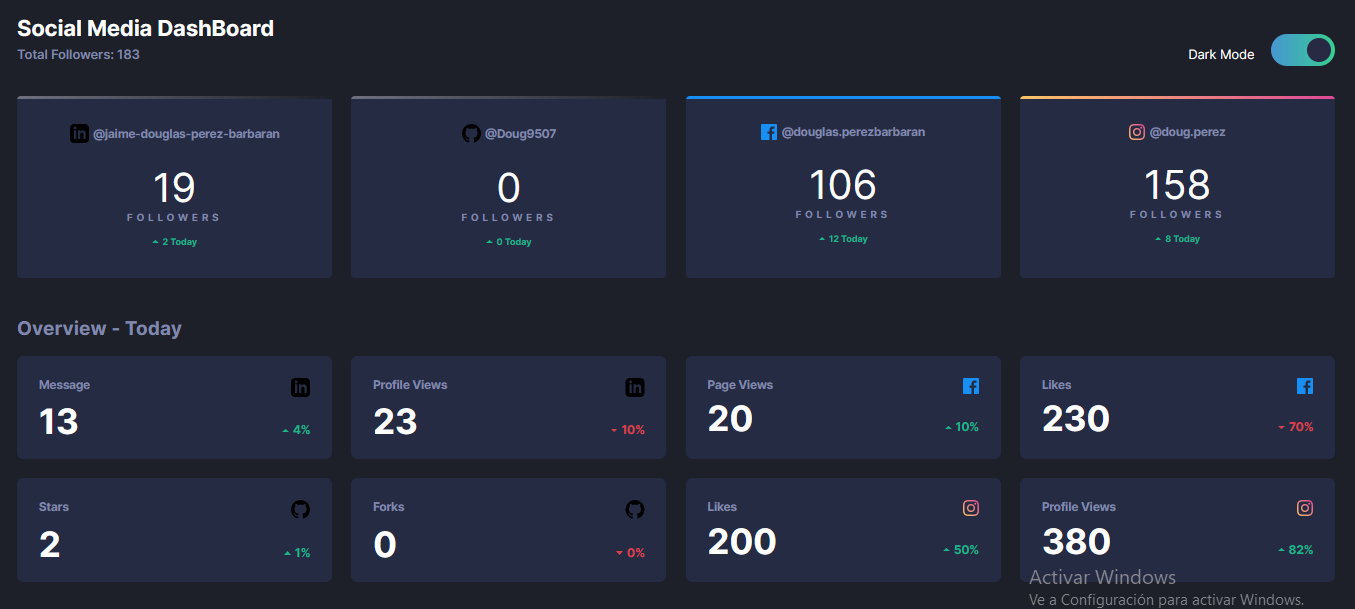 Social Media DashBoard
Total Followers: 183
Dark Mode
@jaime-douglas-perez-barbaran
19
FOLLOWERS
2 Today
@Doug9507
0
FOLLOWERS
0 Today
@douglas.perezbarbaran
106
FOLLOWERS
12 Today
@doug.perez
158
FOLLOWERS
8 Today
Overview - Today
Message
13
4%
Profile Views
23
10%
Page Views
20
10%
Likes
230
70%
Stars
2
1%
Forks
0
0%
Likes
200
50%
Profile Views
380
82%
Activar Windows
Ve a Configuración para activar Windows.